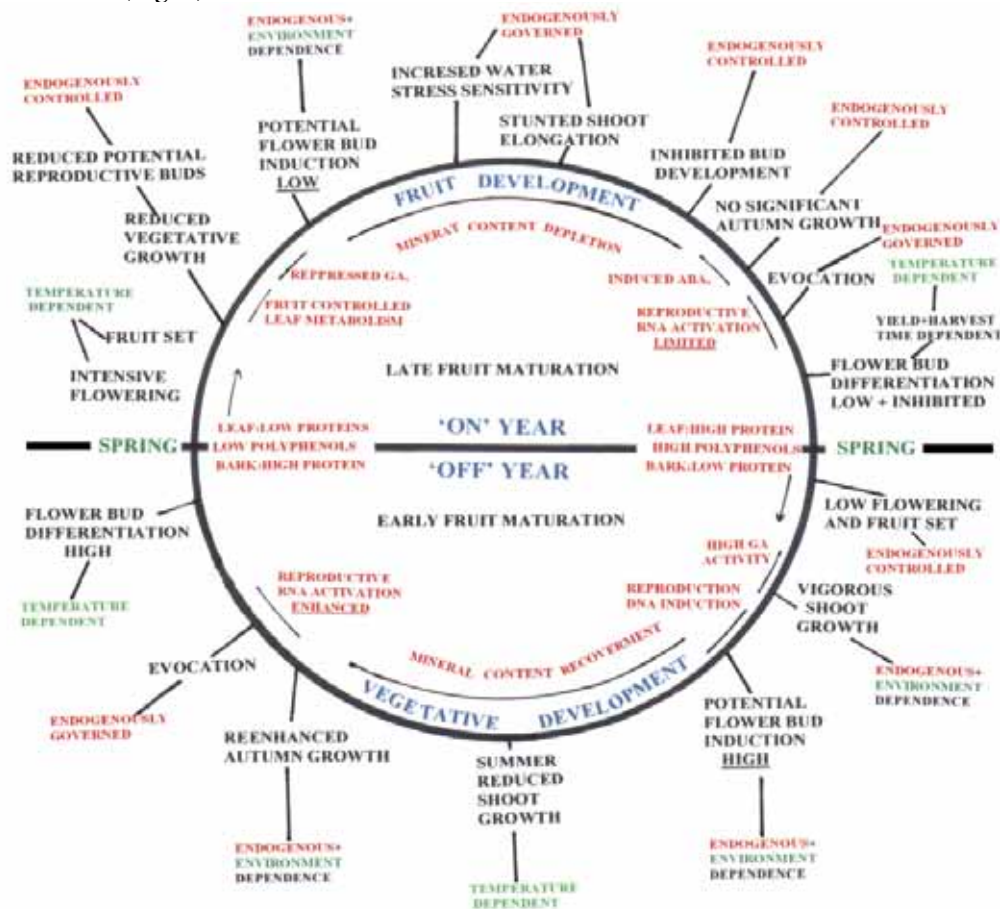 ENDOGENOUS+
ENVIRONMENT
DEPENDENCE
ENDOGENOUSLY
GOVERNED
ENDOGENOUSLY
CONTROLLED
ENDOGENOUSLY
CONTROLLED
ENDOGENOUSLY
CONTROLLED
INCRESED WATER
STRESS SENSITIVITY
POTENTIAL
FLOWER BUD
INDUCTION
LOW
STUNTED SHOOT
ELONGATION
REDUCED POTENTIAL
REPRODUCTIVE BUDS
INHIBITED BUD
DEVELOPMENT
FRUIT DEVELOPMENT
NO SIGNIFICANT
AUTUMN GROWTH
REDUCED
VEGETATIVE
GROWTH
MINERAT CONTENT DEPLETION
ENDOGENOUSLY
GOVERNED
EVOCATION
TEMPERATURE
DEPENDENT
REPPRESSED GA,
INDUCED ABA,
TEMPERATURE
DEPENDENT
FRUIT CONTROLLED
LEAF METABOLISM
REPRODUCTIVE
RNA ACTIVATION
LIMITED
YIELD+HARVEST
TIME DEPENDENT
FRUIT SET
INTENSIVE
FLOWERING
LATE FRUIT MATURATION
FLOWER BUD
DIFFERENTIATION
LOW + INHIBITED
LEAF:LOW PROTEINS
'ON' YEAR
LEAF:HIGH PROTEIN
SPRING
LOW POLYPHENOLS
HIGH POLYPHENOLS
SPRING
BARK:HIGH PROTEIN
'OFF' YEAR
BARK:LOW PROTEIN
FLOWER BUD
DIFFERENTIATION
HIGH
EARLY FRUIT MATURATION
LOW FLOWERING
AND FRUIT SET
HIGH GA
ACTIVITY
ENDOGENOUSLY
CONTROLLED
REPRODUCTIVE
RNA ACTIVATION
ENHANCED
REPRODUCTION
DNA INDUCTION
VIGOROUS
SHOOT
GROWTH
TEMPERATURE
DEPENDENT
MINERAL CONTENT RECOVERMENT
EVOCATION
VEGETATIVE DEVELOPMENT
ENDOGENOUS+
ENVIRONMENT
DEPENDENCE
ENDOGENOUSLY
GOVERNED
REENHANCED
AUTUMN GROWTH
SUMMER
REDUCED
SHOOT
GROWTH
POTENTIAL
FLOWER BUD
INDUCTION
HIGH
ENDOGENOUS+
ENVIRONMENT
DEPENDENCE
TEMPERATURE
DEPENDENT
ENDOGENOUS+
ENVIRONMENT
DEPENDENCE